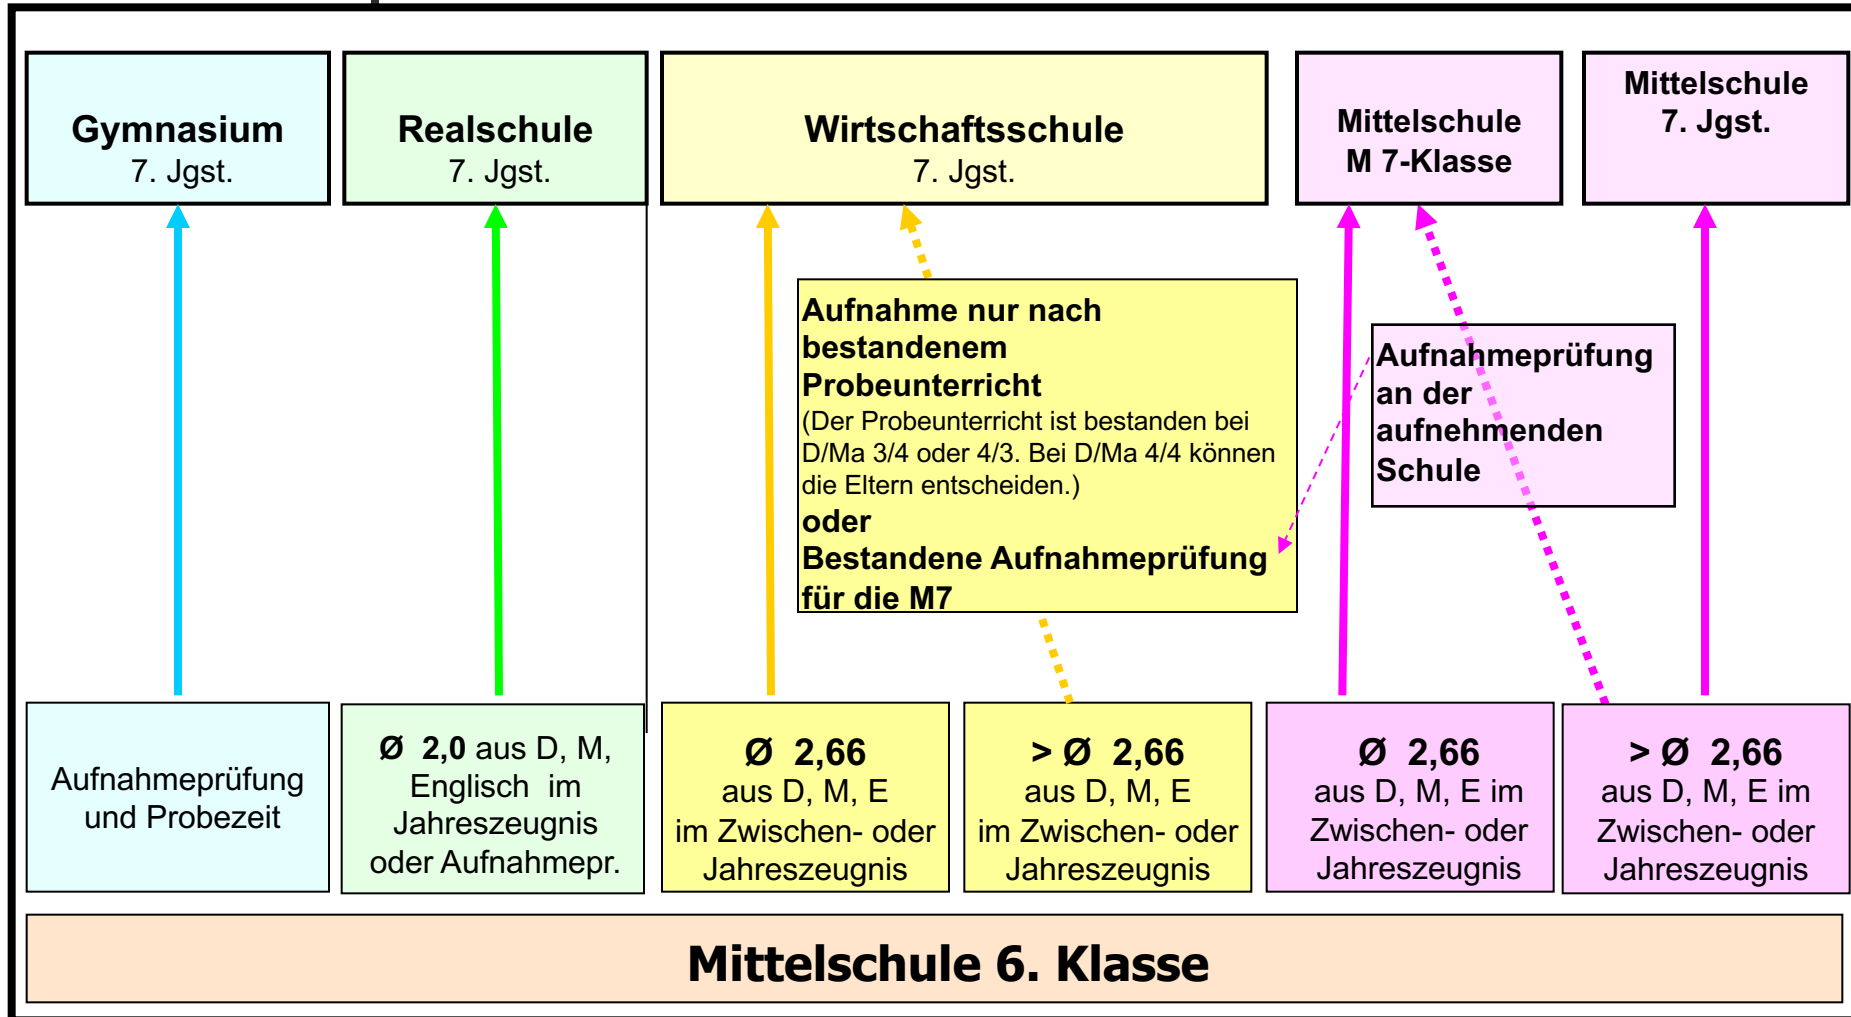 Gymnasium
7. Jgst.
Realschule
7. Jgst.
Wirtschaftsschule
7. Jgst.
Mittelschule
M 7-Klasse
Mittelschule
7. Jgst.
Aufnahme nur nach
bestandenem
Probeunterricht
(Der Probeunterricht ist bestanden bei
D/Ma 3/4 oder 4/3. Bei D/Ma 4/4 können
die Eltern entscheiden.)
oder
Bestandene Aufnahmeprüfung
für die M7
Aufnahmeprüfung
an der
aufnehmenden
Schule
Aufnahmeprüfung
und Probezeit
Ø 2,0 aus D, M,
Englisch im
Jahreszeugnis
oder Aufnahmepr.
Ø 2,66
aus D, M, E
im Zwischen- oder
Jahreszeugnis
> Ø 2,66
aus D, M, E
im Zwischen- oder
Jahreszeugnis
Ø 2,66
aus D, M, E im
Zwischen- oder
Jahreszeugnis
> Ø 2,66
aus D, M, E im
Zwischen- oder
Jahreszeugnis
Mittelschule 6. Klasse